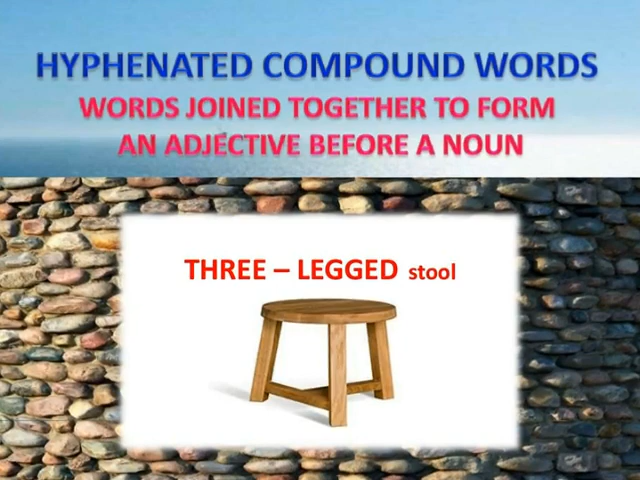 HYPHENATED COMPOUND WORDS
WORDS JOINED TOGETHER TO FORM
AN ADJECTIVE BEFORE A NOUN
THREE – LEGGED stool